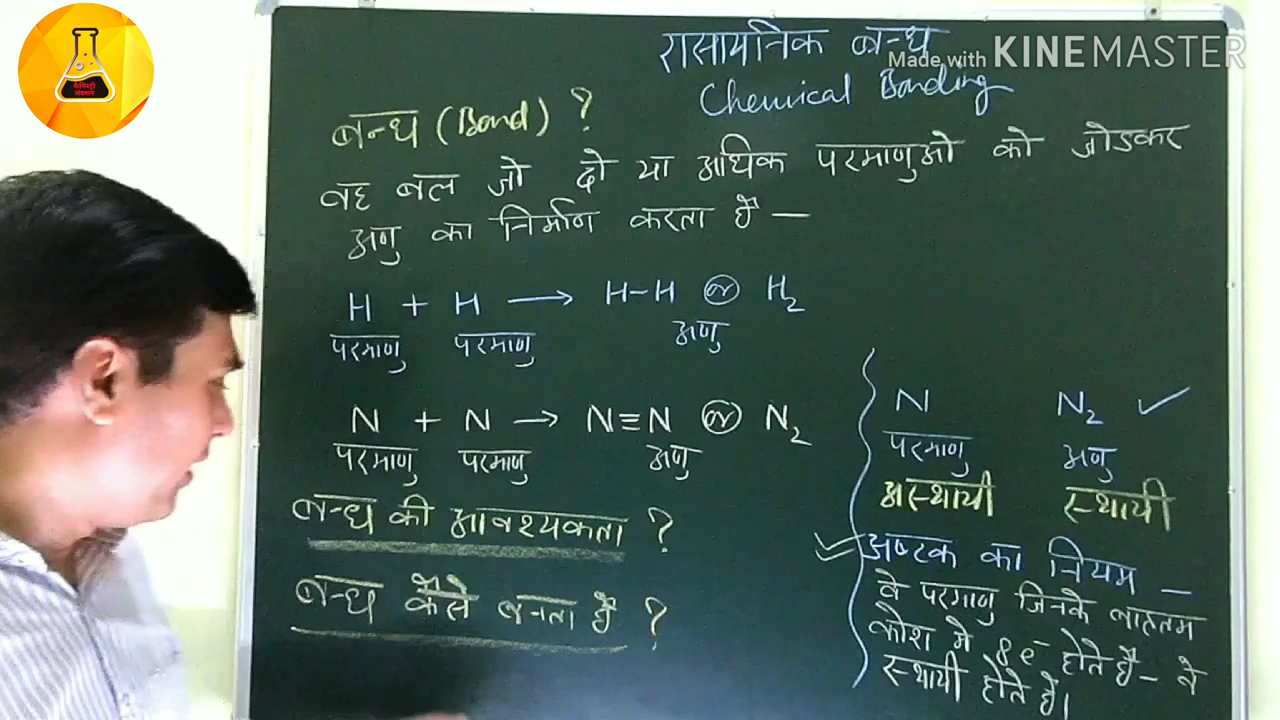 रासायनिक बन्ध
Made with KINEMASTER
Chemical Bonding
बन्ध (Bond) ?
वह बल जो दो या अधिक परमाणुओ को जोडकर
अणु का निर्माण करता है —
H + H ⟶ H–H or H₂
परमाणु परमाणु अणु
N + N → N≡N or N₂
परमाणु परमाणु अणु
बन्ध की आवश्यकता ?
बन्ध कैसे बनता है ?
N N₂ ✓
परमाणु अणु
अस्थायी स्थायी
✓ अष्टक का नियम —
वे परमाणु जिनके वाह्तम
कोश मे 8e⁻ होते है – वे
स्थायी होते है।